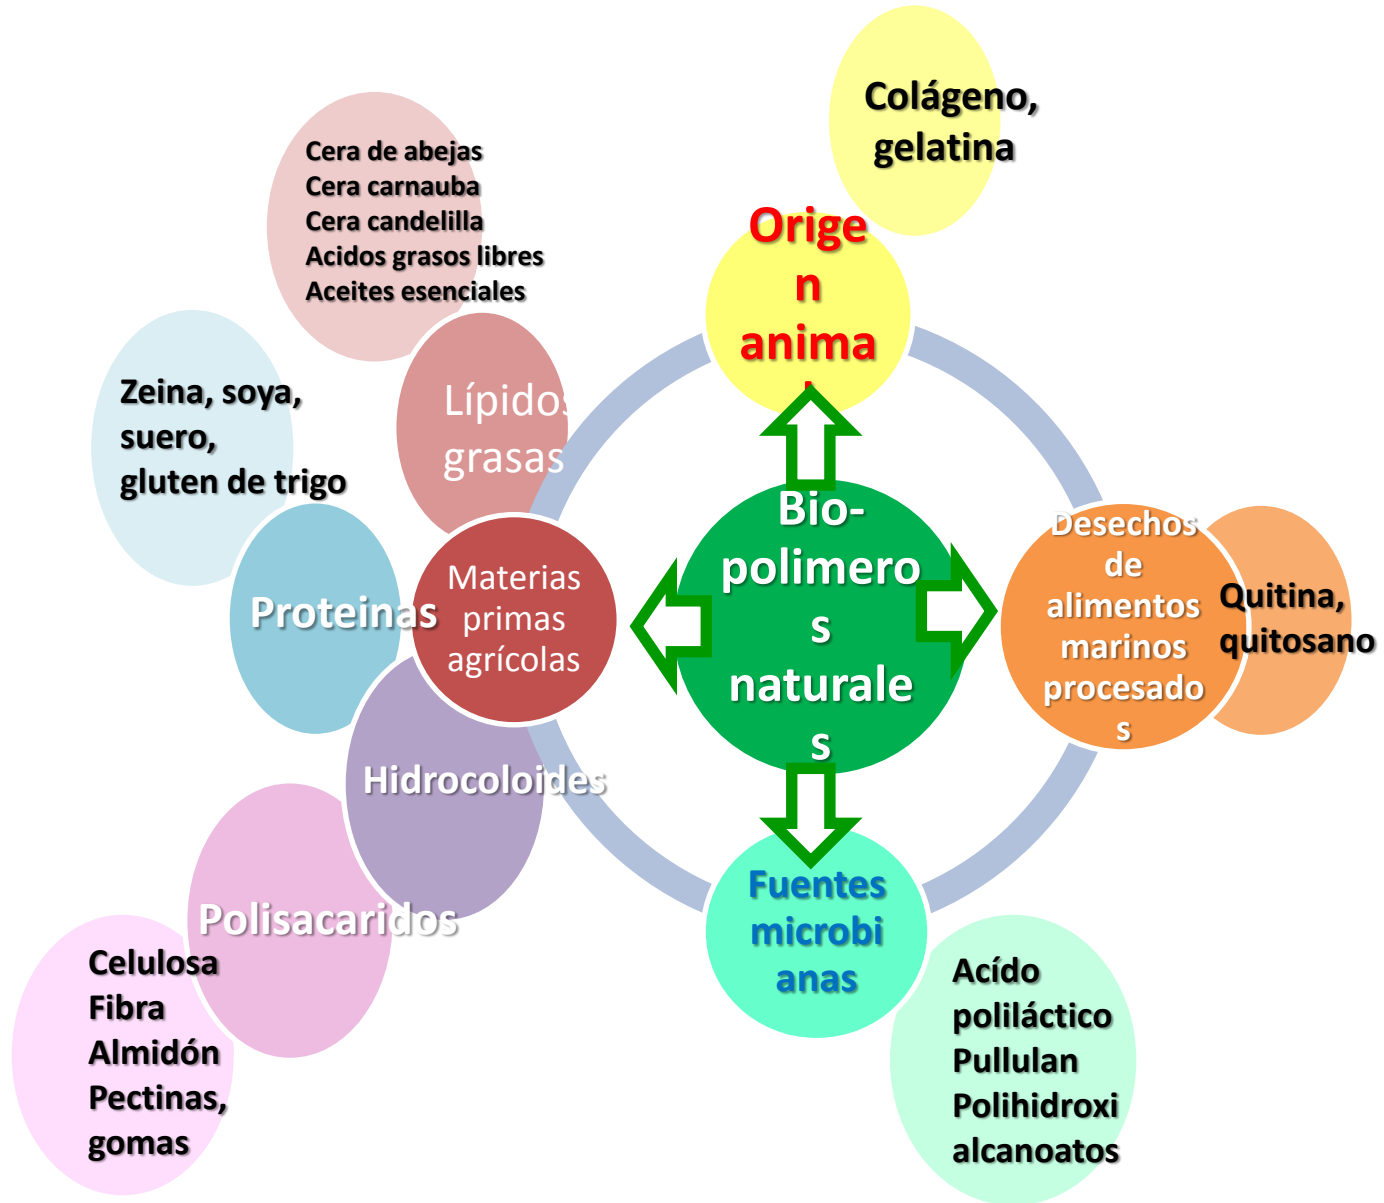 Colágeno,
gelatina
Cera de abejas
Cera carnauba
Cera candelilla
Acidos grasos libres
Aceites esenciales
Orige
n
anima
l
Zeina, soya,
suero,
gluten de trigo
Lípidos
grasas
Bio-
polimero
s
naturale
s
Desechos
de
alimentos
marinos
procesado
s
Quitina,
quitosano
Materias
primas
agrícolas
Proteinas
Hidrocoloides
Polisacaridos
Celulosa
Fibra
Almidón
Pectinas,
gomas
Fuentes
microbi
anas
Acído
poliláctico
Pullulan
Polihidroxi
alcanoatos